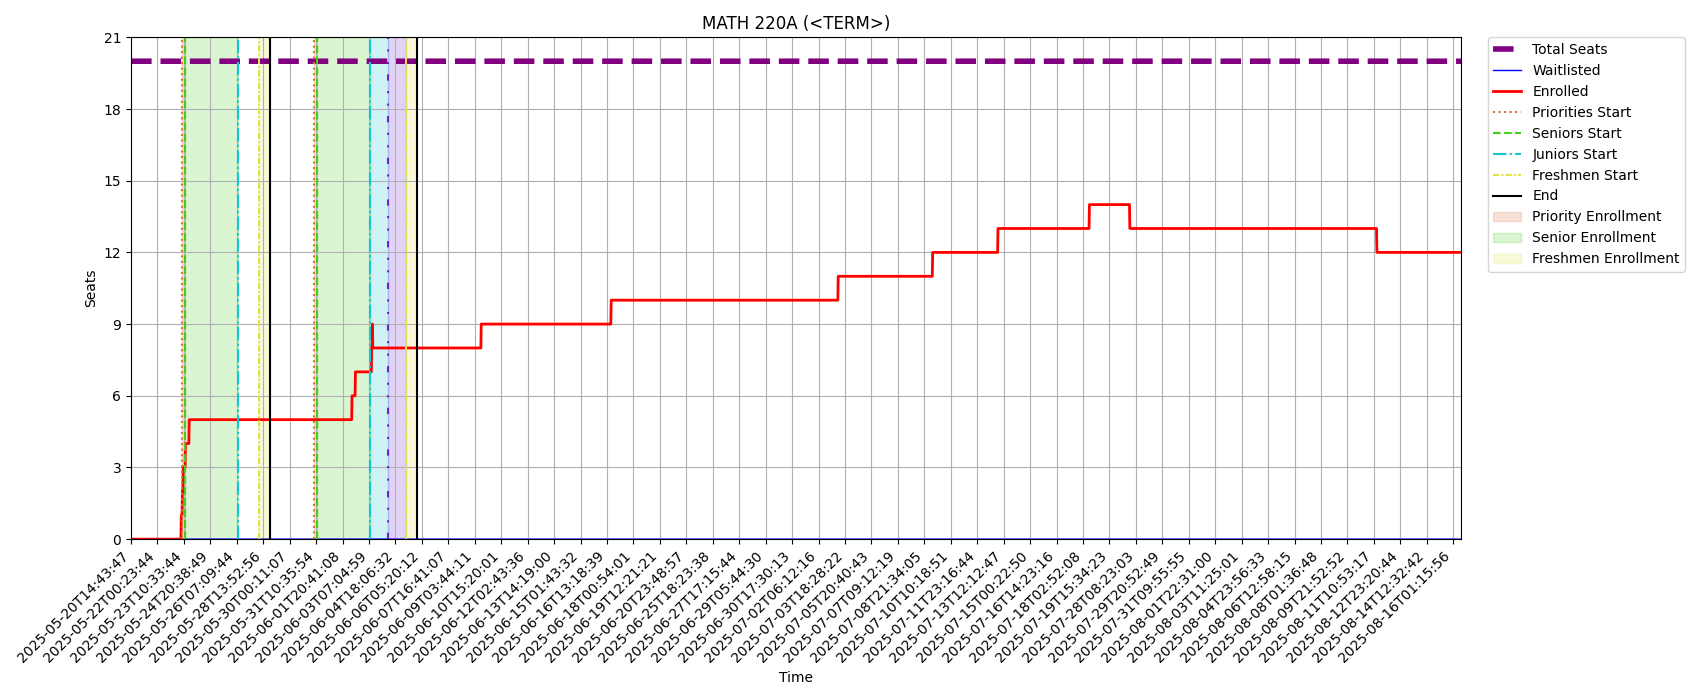 MATH 220A (<TERM>)
21
18
15
12
9
6
3
0
Seats
2025-05-20T14:43:47
2025-05-22T00:23:44
2025-05-23T10:33:44
2025-05-24T20:38:49
2025-05-26T07:09:44
2025-05-28T13:52:56
2025-05-30T00:11:07
2025-05-31T10:35:54
2025-06-01T20:41:08
2025-06-03T07:04:59
2025-06-04T18:06:32
2025-06-06T05:20:12
2025-06-07T16:41:07
2025-06-09T03:44:11
2025-06-10T15:20:01
2025-06-12T02:43:36
2025-06-13T14:19:00
2025-06-15T01:43:32
2025-06-16T13:18:39
2025-06-18T00:54:01
2025-06-19T12:21:21
2025-06-20T23:48:57
2025-06-25T18:23:38
2025-06-27T17:15:44
2025-06-29T05:44:30
2025-06-30T17:30:13
2025-07-02T06:12:16
2025-07-03T18:28:22
2025-07-05T20:40:43
2025-07-07T09:12:19
2025-07-08T21:34:05
2025-07-10T10:18:51
2025-07-11T23:16:44
2025-07-13T12:12:47
2025-07-15T00:22:50
2025-07-16T14:23:16
2025-07-18T02:52:08
2025-07-19T15:34:23
2025-07-28T08:23:03
2025-07-29T20:52:49
2025-07-31T09:55:55
2025-08-01T22:31:00
2025-08-03T11:25:01
2025-08-04T23:56:33
2025-08-06T12:58:15
2025-08-08T01:36:48
2025-08-09T21:52:52
2025-08-11T10:53:17
2025-08-12T23:20:44
2025-08-14T12:32:42
2025-08-16T01:15:56
Time
Total Seats
Waitlisted
Enrolled
Priorities Start
Seniors Start
Juniors Start
Freshmen Start
End
Priority Enrollment
Senior Enrollment
Freshmen Enrollment